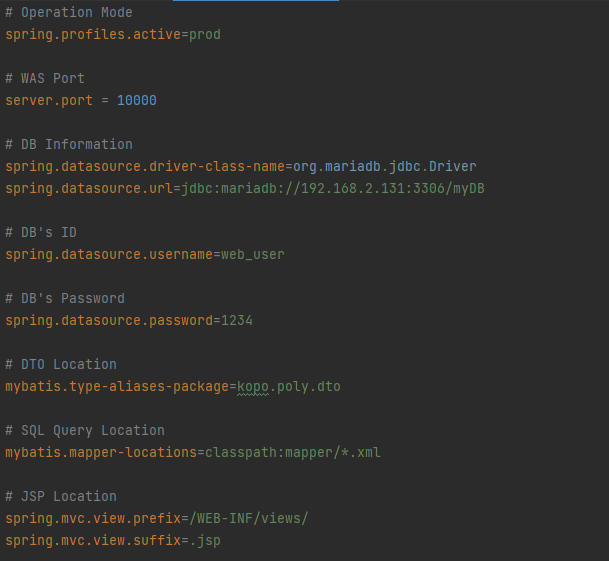 # Operation Mode
spring.profiles.active=prod
# WAS Port
server.port = 10000
# DB Information
spring.datasource.driver-class-name=org.mariadb.jdbc.Driver
spring.datasource.url=jdbc:mariadb://192.168.2.131:3306/myDB
# DB's ID
spring.datasource.username=web_user
# DB's Password
spring.datasource.password=1234
# DTO Location
mybatis.type-aliases-package=kopo.poly.dto
# SQL Query Location
mybatis.mapper-locations=classpath:mapper/*.xml
# JSP Location
spring.mvc.view.prefix=/WEB-INF/views/
spring.mvc.view.suffix=.jsp